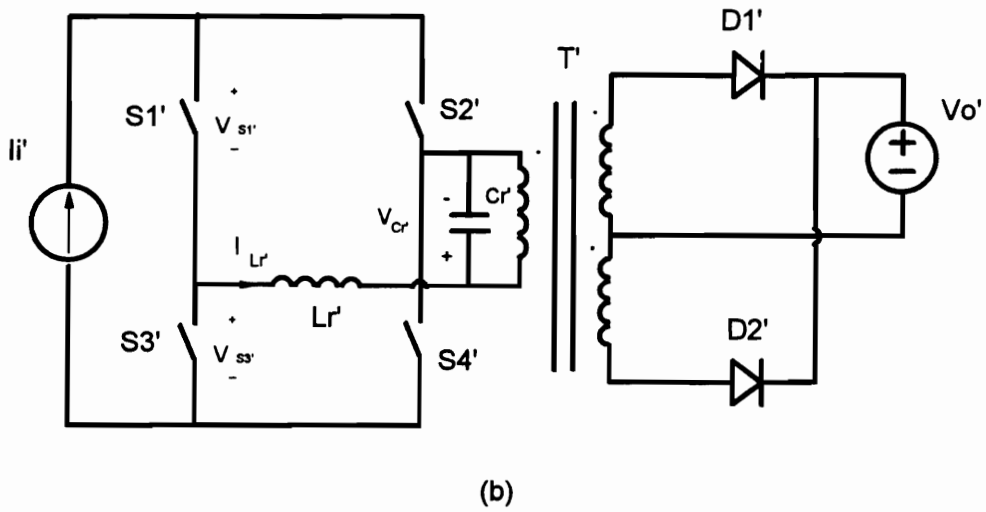 D1'
T'
S1'
+
V S1'
-
S2'
Vo'
+
-
Ii'
-
Cr'
V Cr'
+
I Lr'
Lr'
S3'
+
V S3'
-
S4'
D2'
(b)